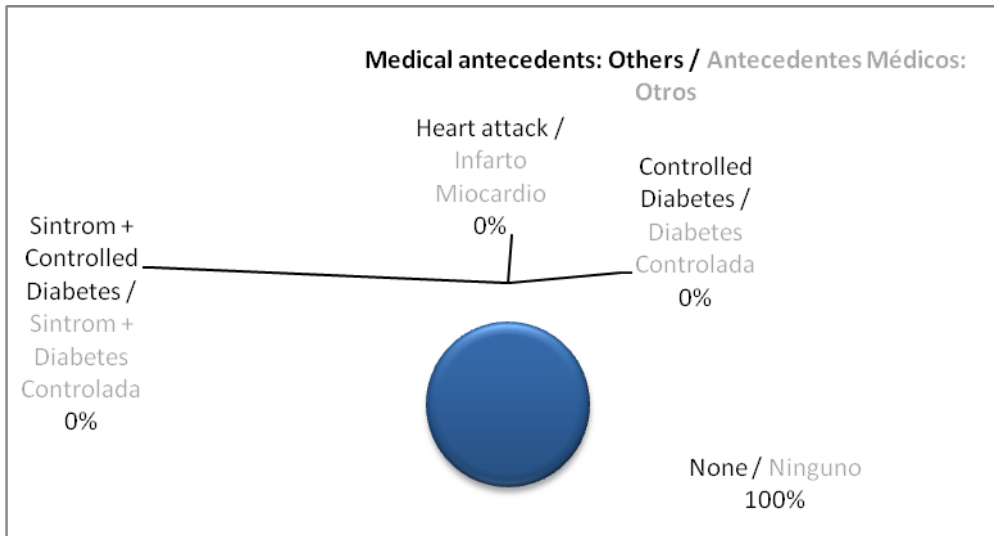 Medical antecedents: Others / Antecedentes Médicos:
Otros
Heart attack /
Infarto
Miocardio
0%
Controlled
Diabetes /
Diabetes
Controlada
0%
Sintrom +
Controlled
Diabetes /
Sintrom +
Diabetes
Controlada
0%
None / Ninguno
100%